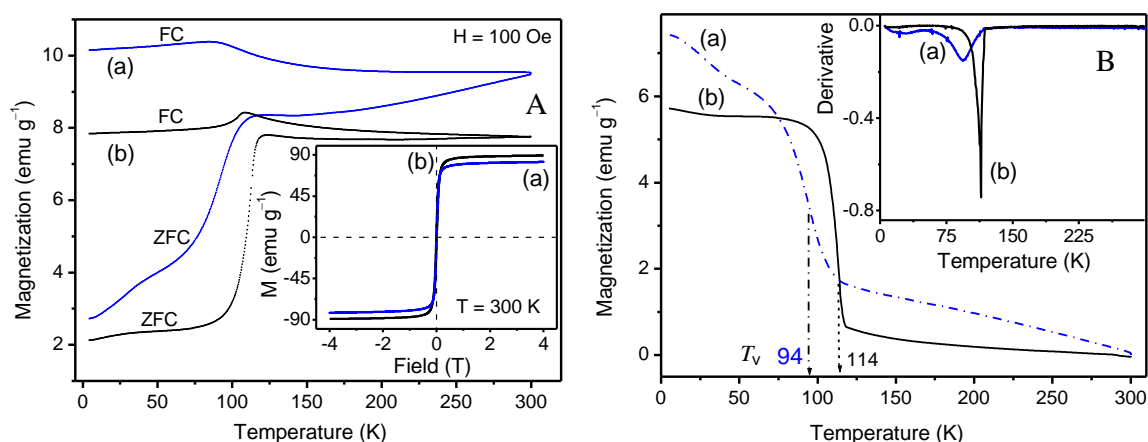 H = 100 Oe
FC
(a)
A
FC
(b)
ZFC
ZFC
10
8
6
4
2
Magnetization (emu g⁻¹)
0 50 100 150 200 250 300
Temperature (K)
(b)
(a)
90
45
0
-45
-90
M (emu g⁻¹)
T = 300 K
-4 -2 0 2 4
Field (T)
(a)
(b)
8
6
4
2
0
Magnetization (emu g⁻¹)
Tv 94
114
0 50 100 150 200 250 300
Temperature (K)
0.0
-0.4
-0.8
Derivative
(a)
B
(b)
0 75 150 225
Temperature (K)